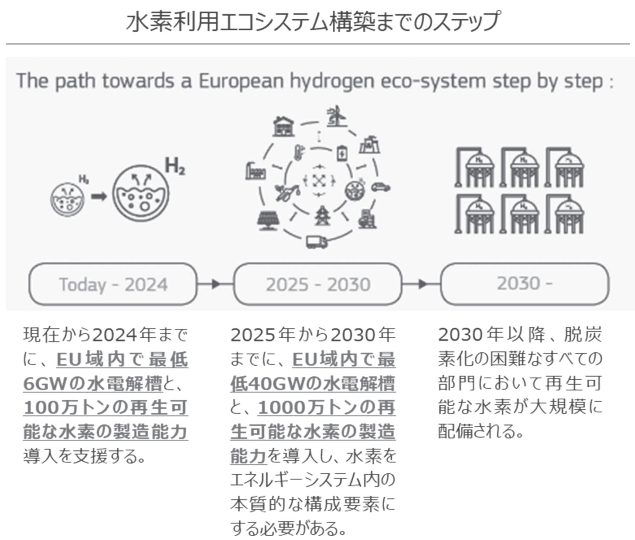 水素利用エコシステム構築までのステップ
The path towards a European hydrogen eco-system step by step :
H₂
H₂
Today - 2024
2025 - 2030
2030 -
現在から2024年まで
に、EU域内で最低
6GWの水電解槽と、
100万トンの再生可
能な水素の製造能力
導入を支援する。
2025年から2030年
までに、EU域内で最
低40GWの水電解槽
と、1000万トンの再
生可能な水素の製造
能力を導入し、水素を
エネルギーシステム内の
本質的な構成要素に
する必要がある。
2030年以降、脱炭
素化の困難なすべての
部門において再生可
能な水素が大規模に
配備される。